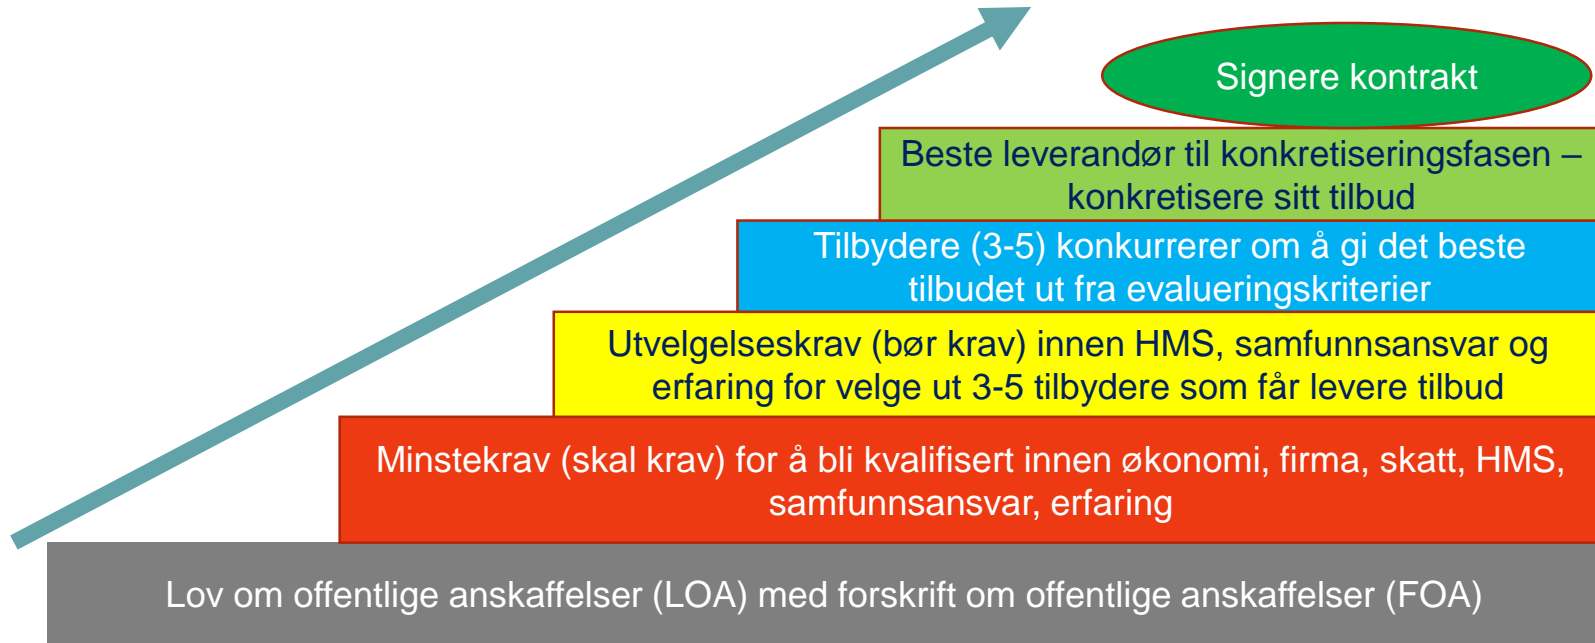 Signere kontrakt
Beste leverandør til konkretiseringsfasen –
konkretisere sitt tilbud
Tilbydere (3-5) konkurrerer om å gi det beste
tilbudet ut fra evalueringskriterier
Utvelgelseskrav (bør krav) innen HMS, samfunnsansvar og
erfaring for velge ut 3-5 tilbydere som får levere tilbud
Minstekrav (skal krav) for å bli kvalifisert innen økonomi, firma, skatt, HMS,
samfunnsansvar, erfaring
Lov om offentlige anskaffelser (LOA) med forskrift om offentlige anskaffelser (FOA)